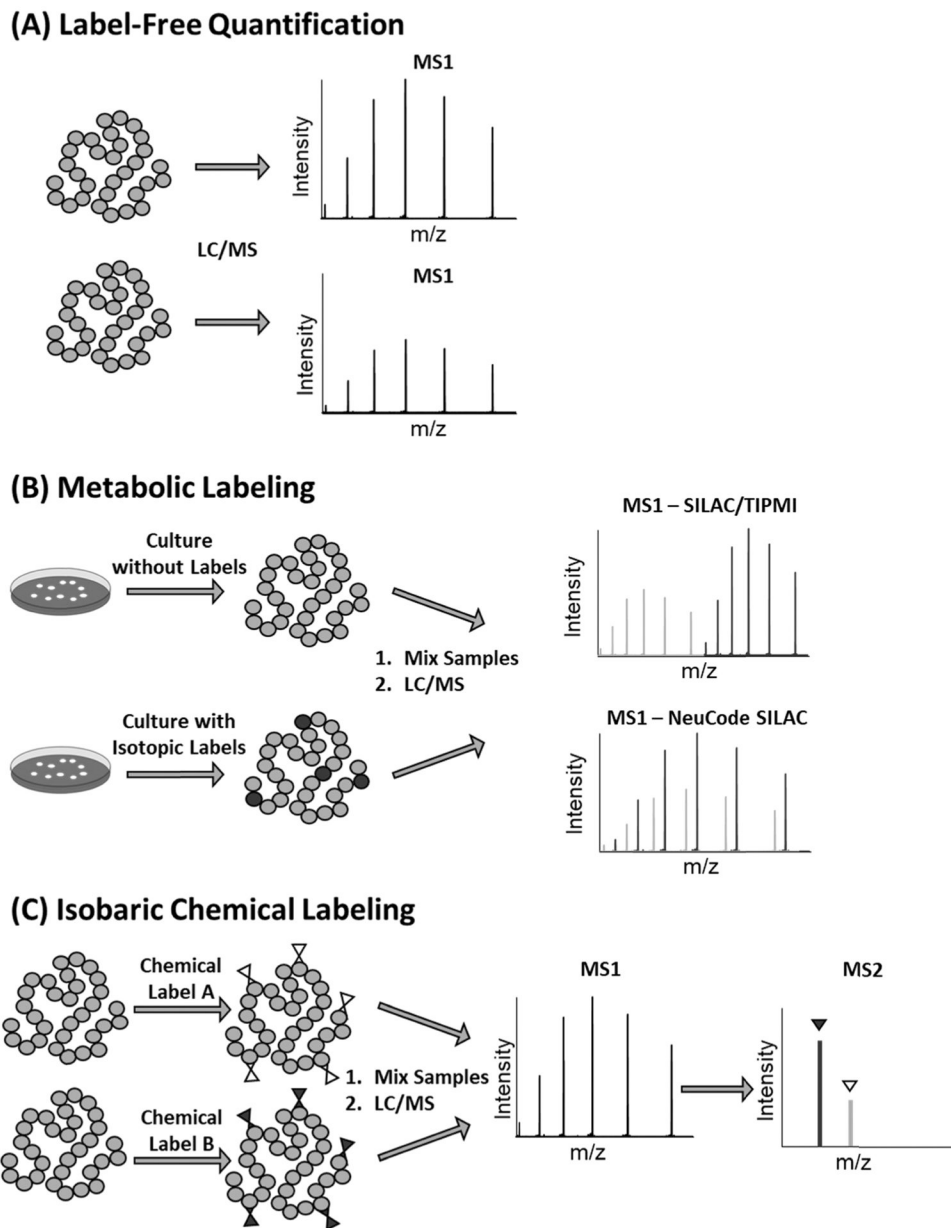 (A) Label-Free Quantification
MS1
Intensity
m/z
LC/MS
MS1
Intensity
m/z
(B) Metabolic Labeling
Culture
without Labels
Culture with
Isotopic Labels
1. Mix Samples
2. LC/MS
MS1 – SILAC/TIPMI
Intensity
m/z
MS1 – NeuCode SILAC
Intensity
m/z
(C) Isobaric Chemical Labeling
Chemical
Label A
Chemical
Label B
1. Mix Samples
2. LC/MS
MS1
Intensity
m/z
MS2
Intensity
m/z